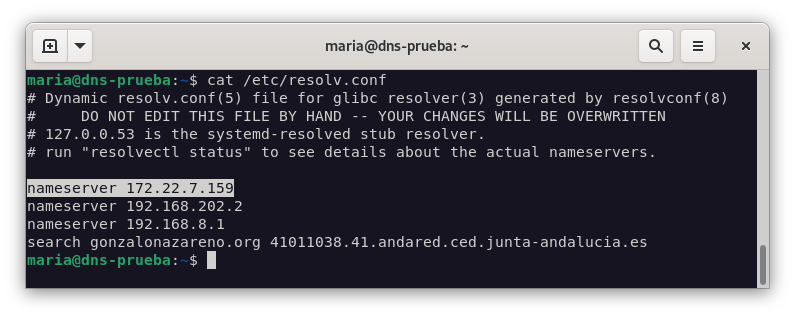 maria@dns-prueba: ~
maria@dns-prueba:~$ cat /etc/resolv.conf
# Dynamic resolv.conf(5) file for glibc resolver(3) generated by resolvconf(8)
#     DO NOT EDIT THIS FILE BY HAND -- YOUR CHANGES WILL BE OVERWRITTEN
# 127.0.0.53 is the systemd-resolved stub resolver.
# run "resolvectl status" to see details about the actual nameservers.

nameserver 172.22.7.159
nameserver 192.168.202.2
nameserver 192.168.8.1
search gonzalonazareno.org 41011038.41.andared.ced.junta-andalucia.es
maria@dns-prueba:~$